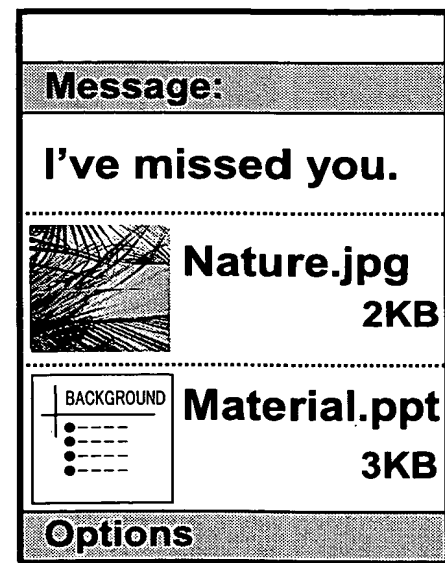 Message:
I've missed you.
Nature.jpg
2KB
BACKGROUND
Material.ppt
3KB
Options